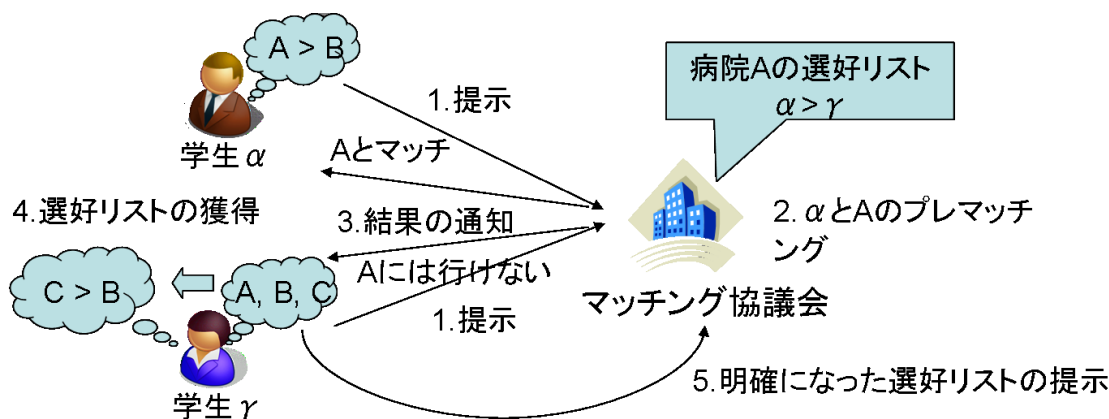 A > B
病院Aの選好リスト
α > γ
1.提示
学生α
Aとマッチ
4.選好リストの獲得
3.結果の通知
2. αとAのプレマッチ
ング
C > B
A, B, C
Aには行けない
1.提示
マッチング協議会
学生γ
5.明確になった選好リストの提示